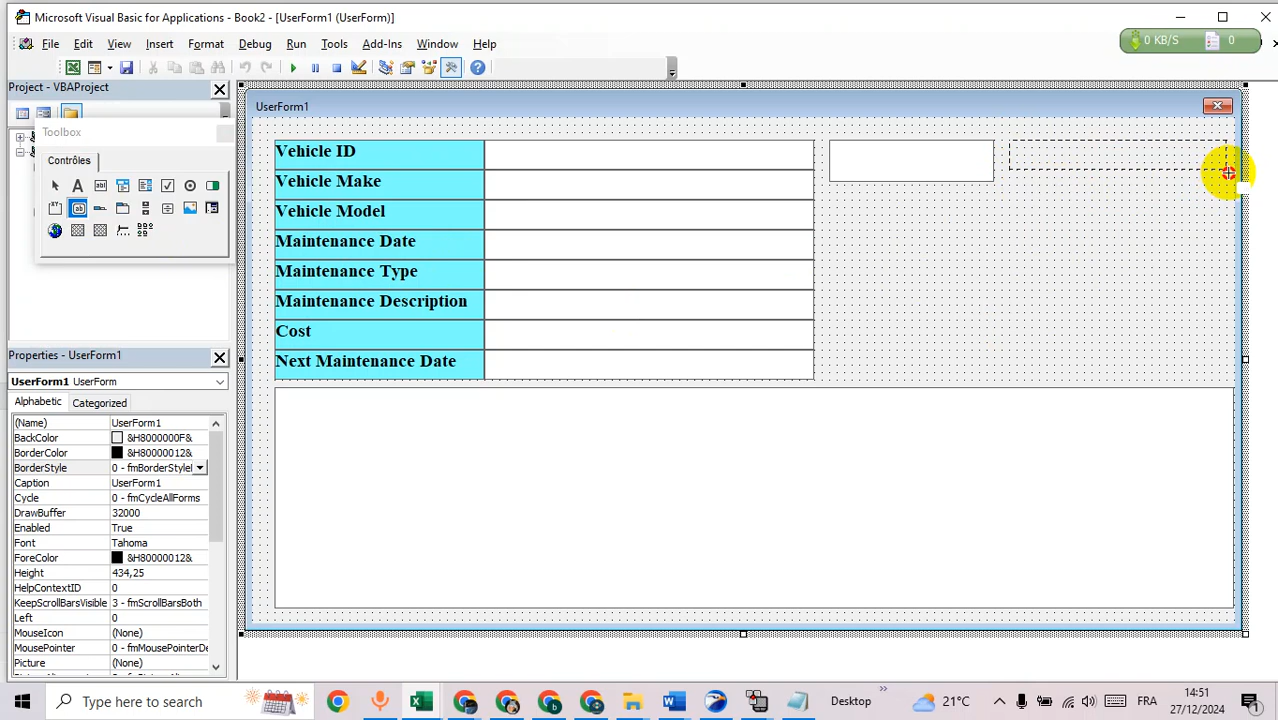 Microsoft Visual Basic for Applications - Book2 - [UserForm1 (UserForm)]
File Edit View Insert Format Debug Run Tools Add-Ins Window Help
0 KB/S 0
Project - VBAProject
UserForm1
Toolbox
Contrôles
Vehicle ID
Vehicle Make
Vehicle Model
Maintenance Date
Maintenance Type
Maintenance Description
Cost
Next Maintenance Date
Properties - UserForm1
UserForm1 UserForm
Alphabetic Categorized
(Name) UserForm1
BackColor &H8000000F&
BorderColor &H80000012&
BorderStyle 0 - fmBorderStyleI
Caption UserForm1
Cycle 0 - fmCycleAllForms
DrawBuffer 32000
Enabled True
Font Tahoma
ForeColor &H80000012&
Height 434,25
HelpContextID 0
KeepScrollBarsVisible 3 - fmScrollBarsBoth
Left 0
MouseIcon (None)
MousePointer 0 - fmMousePointerDe
Picture (None)
Type here to search
Desktop
21°C
FRA
14:51
27/12/2024
1